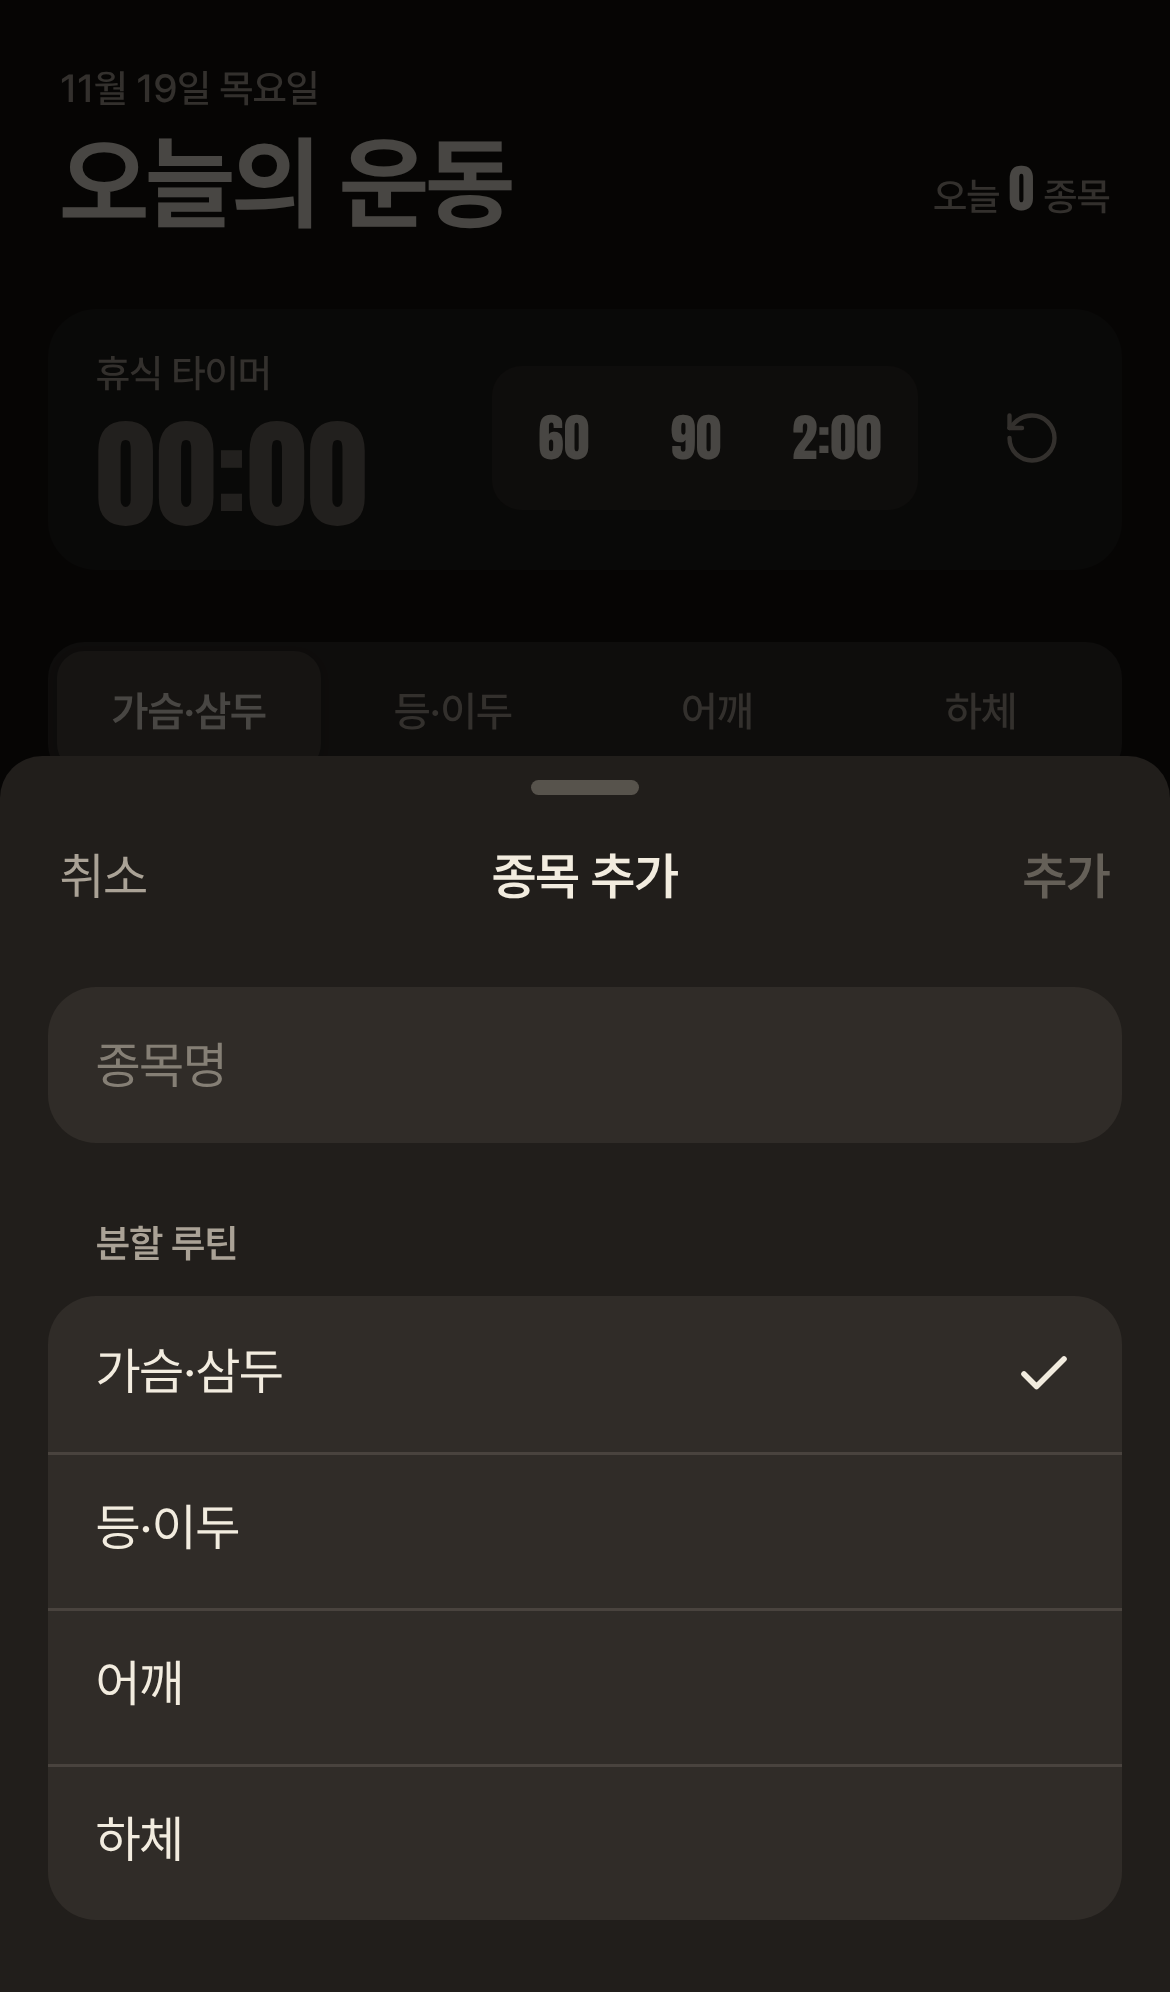 11월 19일 목요일
오늘의 운동
오늘 0 종목
휴식 타이머
00:00
60 90 2:00
가슴·삼두 등·이두 어깨 하체
취소 종목 추가 추가
종목명
분할 루틴
가슴·삼두
등·이두
어깨
하체